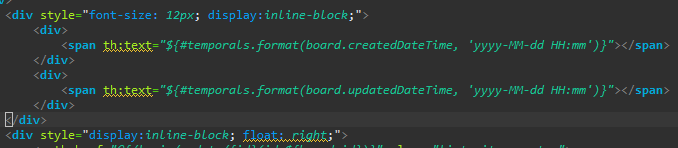 <div style="font-size: 12px; display:inline-block;">
<div>
<span th:text="${#temporals.format(board.createdDateTime, 'yyyy-MM-dd HH:mm')}"></span>
</div>
<div>
<span th:text="${#temporals.format(board.updatedDateTime, 'yyyy-MM-dd HH:mm')}"></span>
</div>
</div>
<div style="display:inline-block; float: right;">